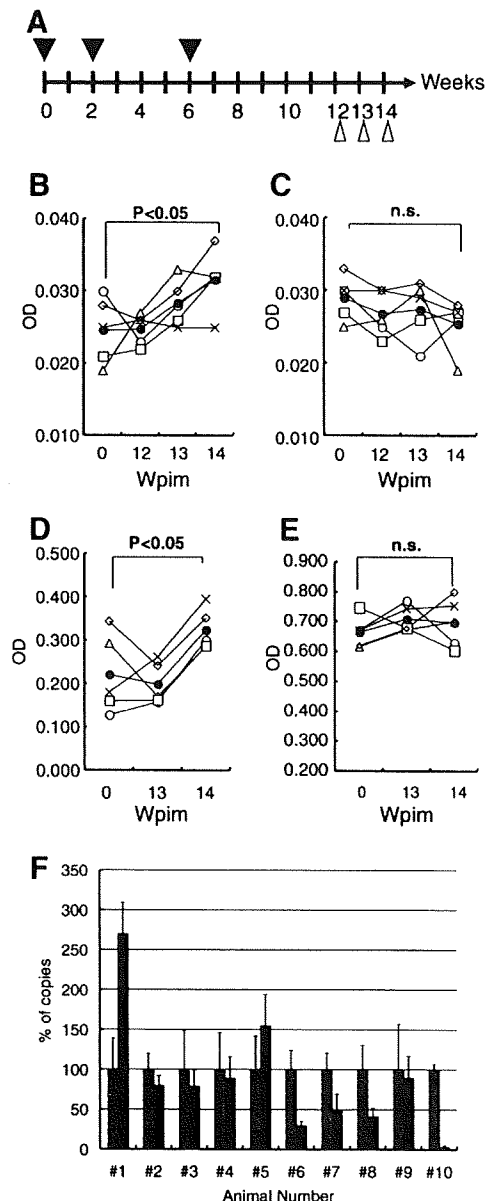 A
Weeks
0 2 4 6 8 10 12 13 14
B
P<0.05
0.040
0.030
0.020
0.010
OD
0 12 13 14
Wpim
C
n.s.
0.040
0.030
0.020
0.010
OD
0 12 13 14
Wpim
D
P<0.05
0.500
0.400
0.300
0.200
0.100
0.000
OD
0 13 14
Wpim
E
n.s.
0.900
0.800
0.700
0.600
0.500
0.400
0.300
0.200
OD
0 13 14
Wpim
F
350
300
250
200
150
100
50
0
% of copies
#1 #2 #3 #4 #5 #6 #7 #8 #9 #10
Animal Number